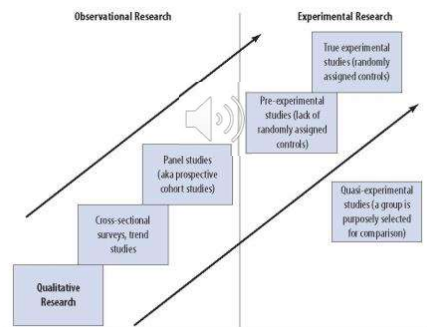 Observational Research
Experimental Research
True experimental
studies (randomly
assigned controls)
Pre-experimental
studies (lack of
randomly assigned
controls)
Panel studies
(aka prospective
cohort studies)
Quasi-experimental
studies (a group is
purposely selected
for comparison)
Cross-sectional
surveys, trend
studies
Qualitative
Research